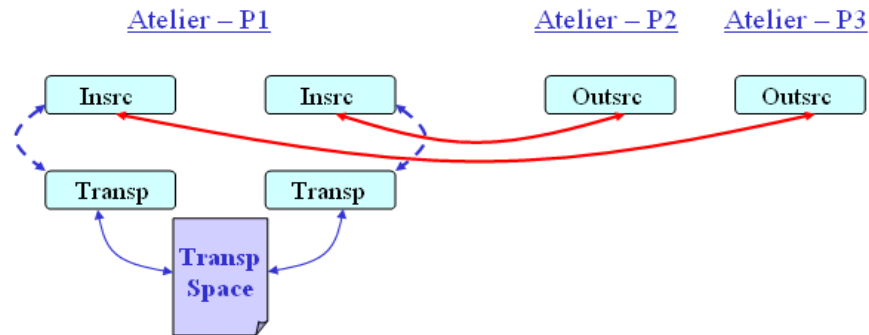 Atelier – P1 Atelier – P2 Atelier – P3
Insrc Insrc Outsrc Outsrc
Transp Transp
Transp
Space